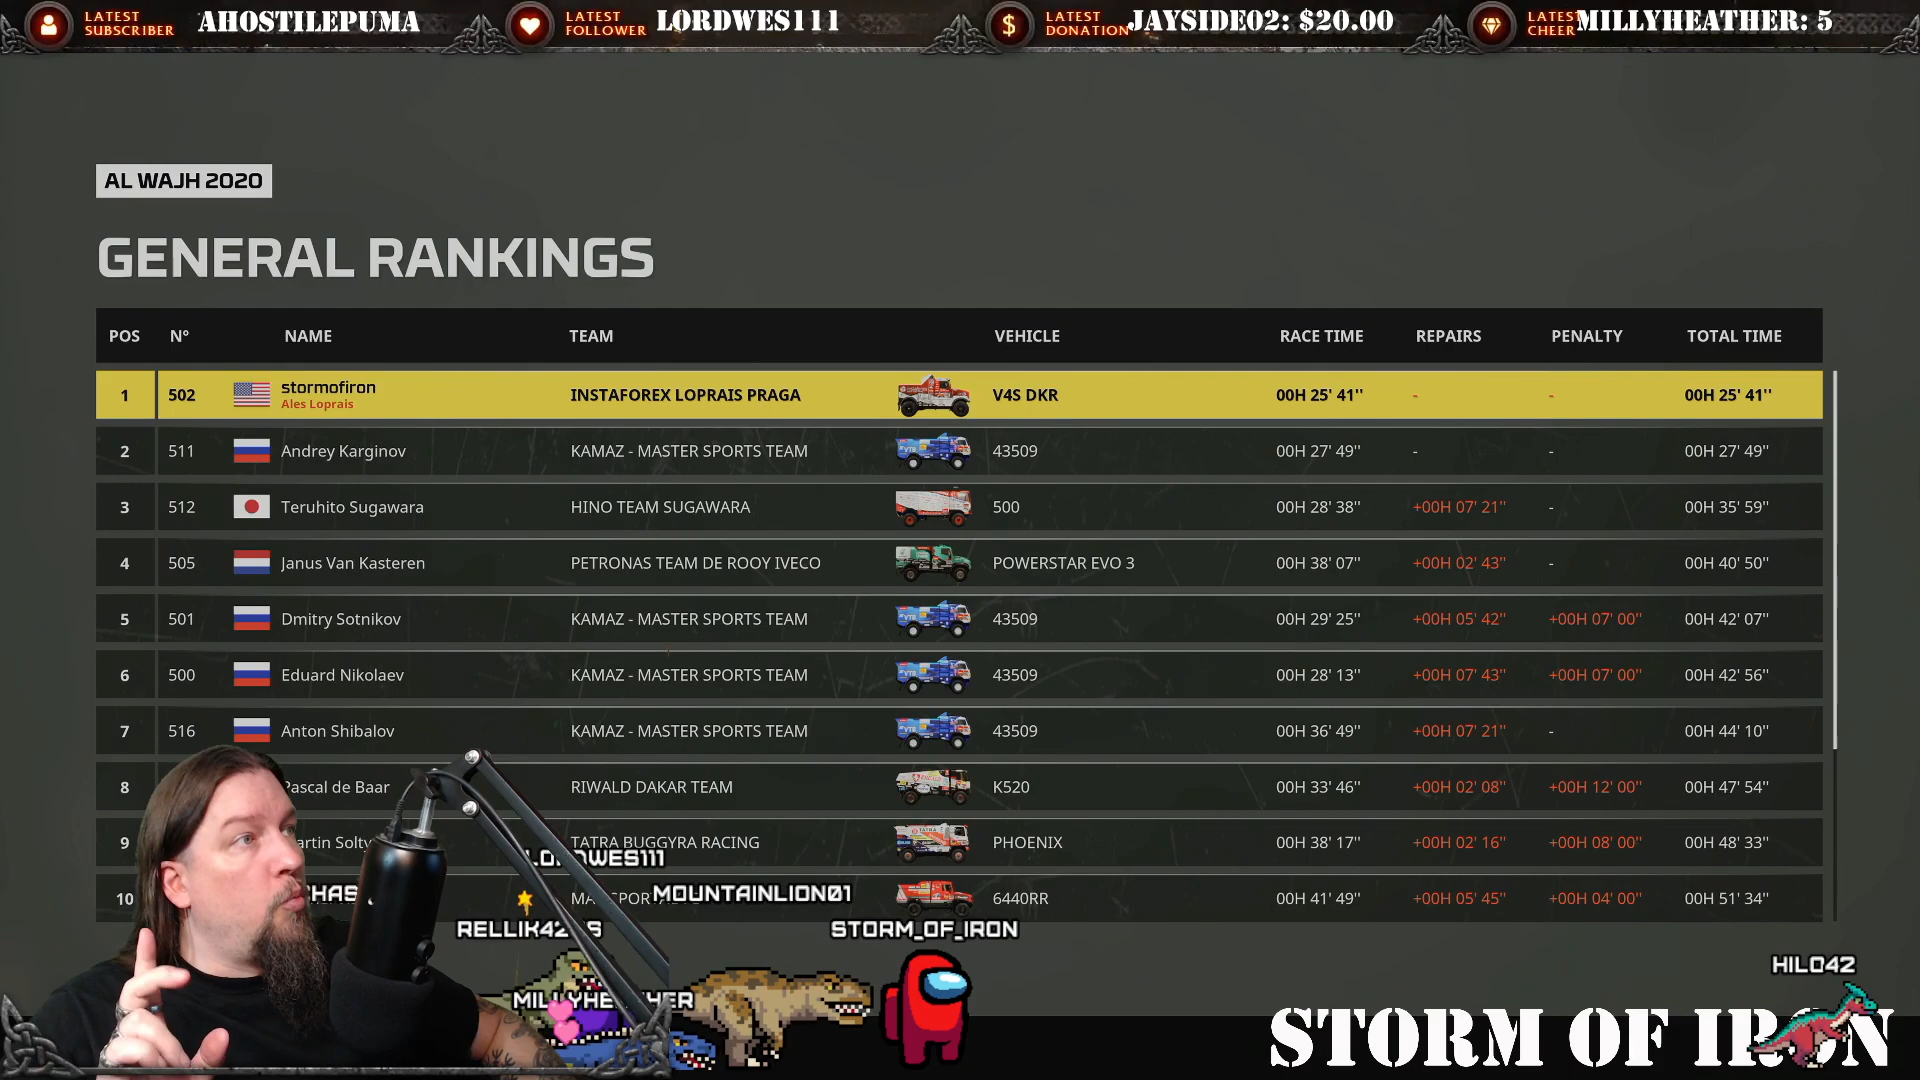 LATEST SUBSCRIBER AHOSTILEPUMA
LATEST FOLLOWER LORDWES111
LATEST DONATION JAYSIDE02: $20.00
LATEST CHEER MILLYHEATHER: 5
AL WAJH 2020
GENERAL RANKINGS
POS N° NAME TEAM VEHICLE RACE TIME REPAIRS PENALTY TOTAL TIME
1 502 stormofiron Ales Loprais INSTAFOREX LOPRAIS PRAGA V4S DKR 00H 25' 41'' - - 00H 25' 41''
2 511 Andrey Karginov KAMAZ - MASTER SPORTS TEAM 43509 00H 27' 49'' - - 00H 27' 49''
3 512 Teruhito Sugawara HINO TEAM SUGAWARA 500 00H 28' 38'' +00H 07' 21'' - 00H 35' 59''
4 505 Janus Van Kasteren PETRONAS TEAM DE ROOY IVECO POWERSTAR EVO 3 00H 38' 07'' +00H 02' 43'' - 00H 40' 50''
5 501 Dmitry Sotnikov KAMAZ - MASTER SPORTS TEAM 43509 00H 29' 25'' +00H 05' 42'' +00H 07' 00'' 00H 42' 07''
6 500 Eduard Nikolaev KAMAZ - MASTER SPORTS TEAM 43509 00H 28' 13'' +00H 07' 43'' +00H 07' 00'' 00H 42' 56''
7 516 Anton Shibalov KAMAZ - MASTER SPORTS TEAM 43509 00H 36' 49'' +00H 07' 21'' - 00H 44' 10''
8 Pascal de Baar RIWALD DAKAR TEAM K520 00H 33' 46'' +00H 02' 08'' +00H 12' 00'' 00H 47' 54''
9 TATRA BUGGYRA RACING PHOENIX 00H 38' 17'' +00H 02' 16'' +00H 08' 00'' 00H 48' 33''
LORDWES111
10 6440RR 00H 41' 49'' +00H 05' 45'' +00H 04' 00'' 00H 51' 34''
MOUNTAINLION01
STORM_OF_IRON
HILO42
MILLYHEATHER
STORM OF IRON